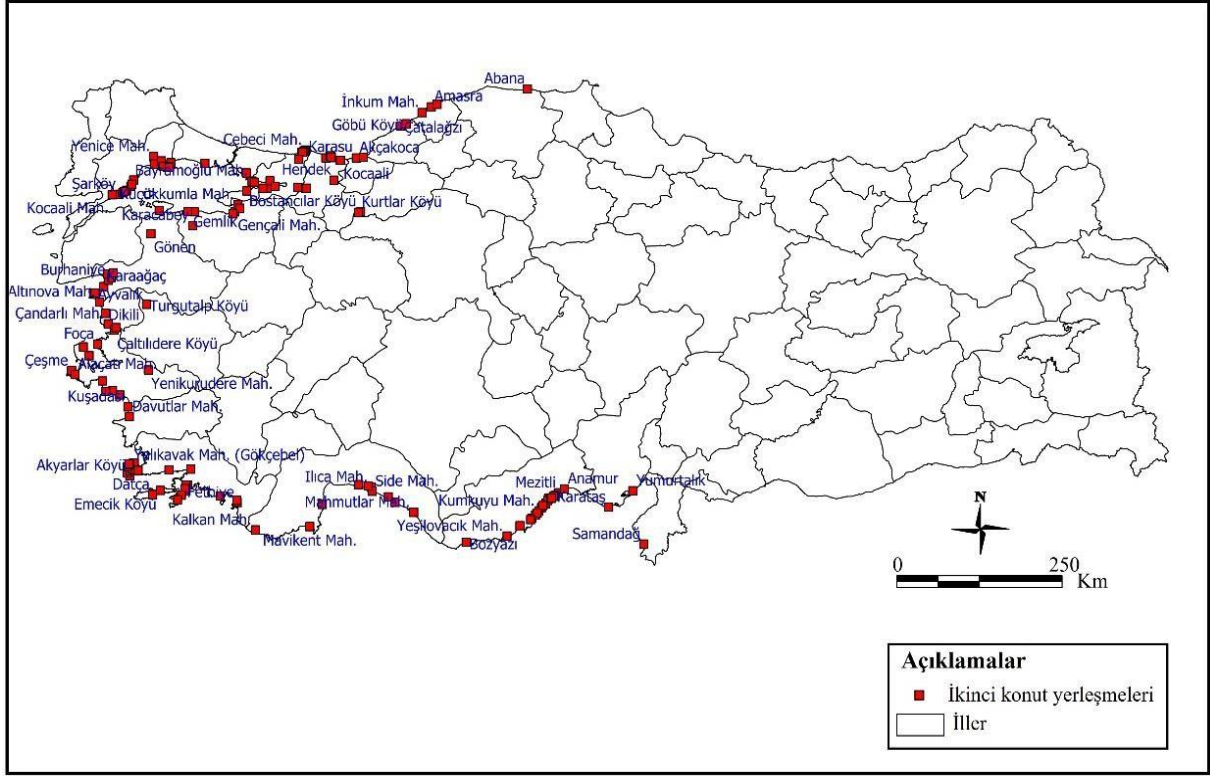 Abana
İnkum Mah.
Amasra
Göbü Köyü
Çatalağzı
Cebeci Mah.
Karasu
Akçakoca
Yenice Mah.
Hendek
Kocaali
Bayramoğlu Mah.
Şarköy
Küçükkumla Mah.
Kocaali Mah.
Karacabey
Gemlik
Bostancılar Köyü
Kurtlar Köyü
Gençali Mah.
Gönen
Burhaniye
Karaağaç
Altınova Mah.
Ayvalık
Turgutalp Köyü
Çandarlı Mah.
Dikili
Foça
Çaltılıdere Köyü
Çeşme
Alaçatı Mah.
Yenikurudere Mah.
Kuşadası
Davutlar Mah.
Yalıkavak Mah. (Gökçebel)
Akyarlar Köyü
Datça
Fethiye
Emecik Köyü
Kalkan Mah.
Mavikent Mah.
Ilıca Mah.
Side Mah.
Mahmutlar Mah.
Mezitli
Anamur
Yumurtalık
Kumkuyu Mah.
Karataş
Yeşilovacık Mah.
Bozyazı
Samandağ
N
0 250
Km
Açıklamalar
İkinci konut yerleşmeleri
İller